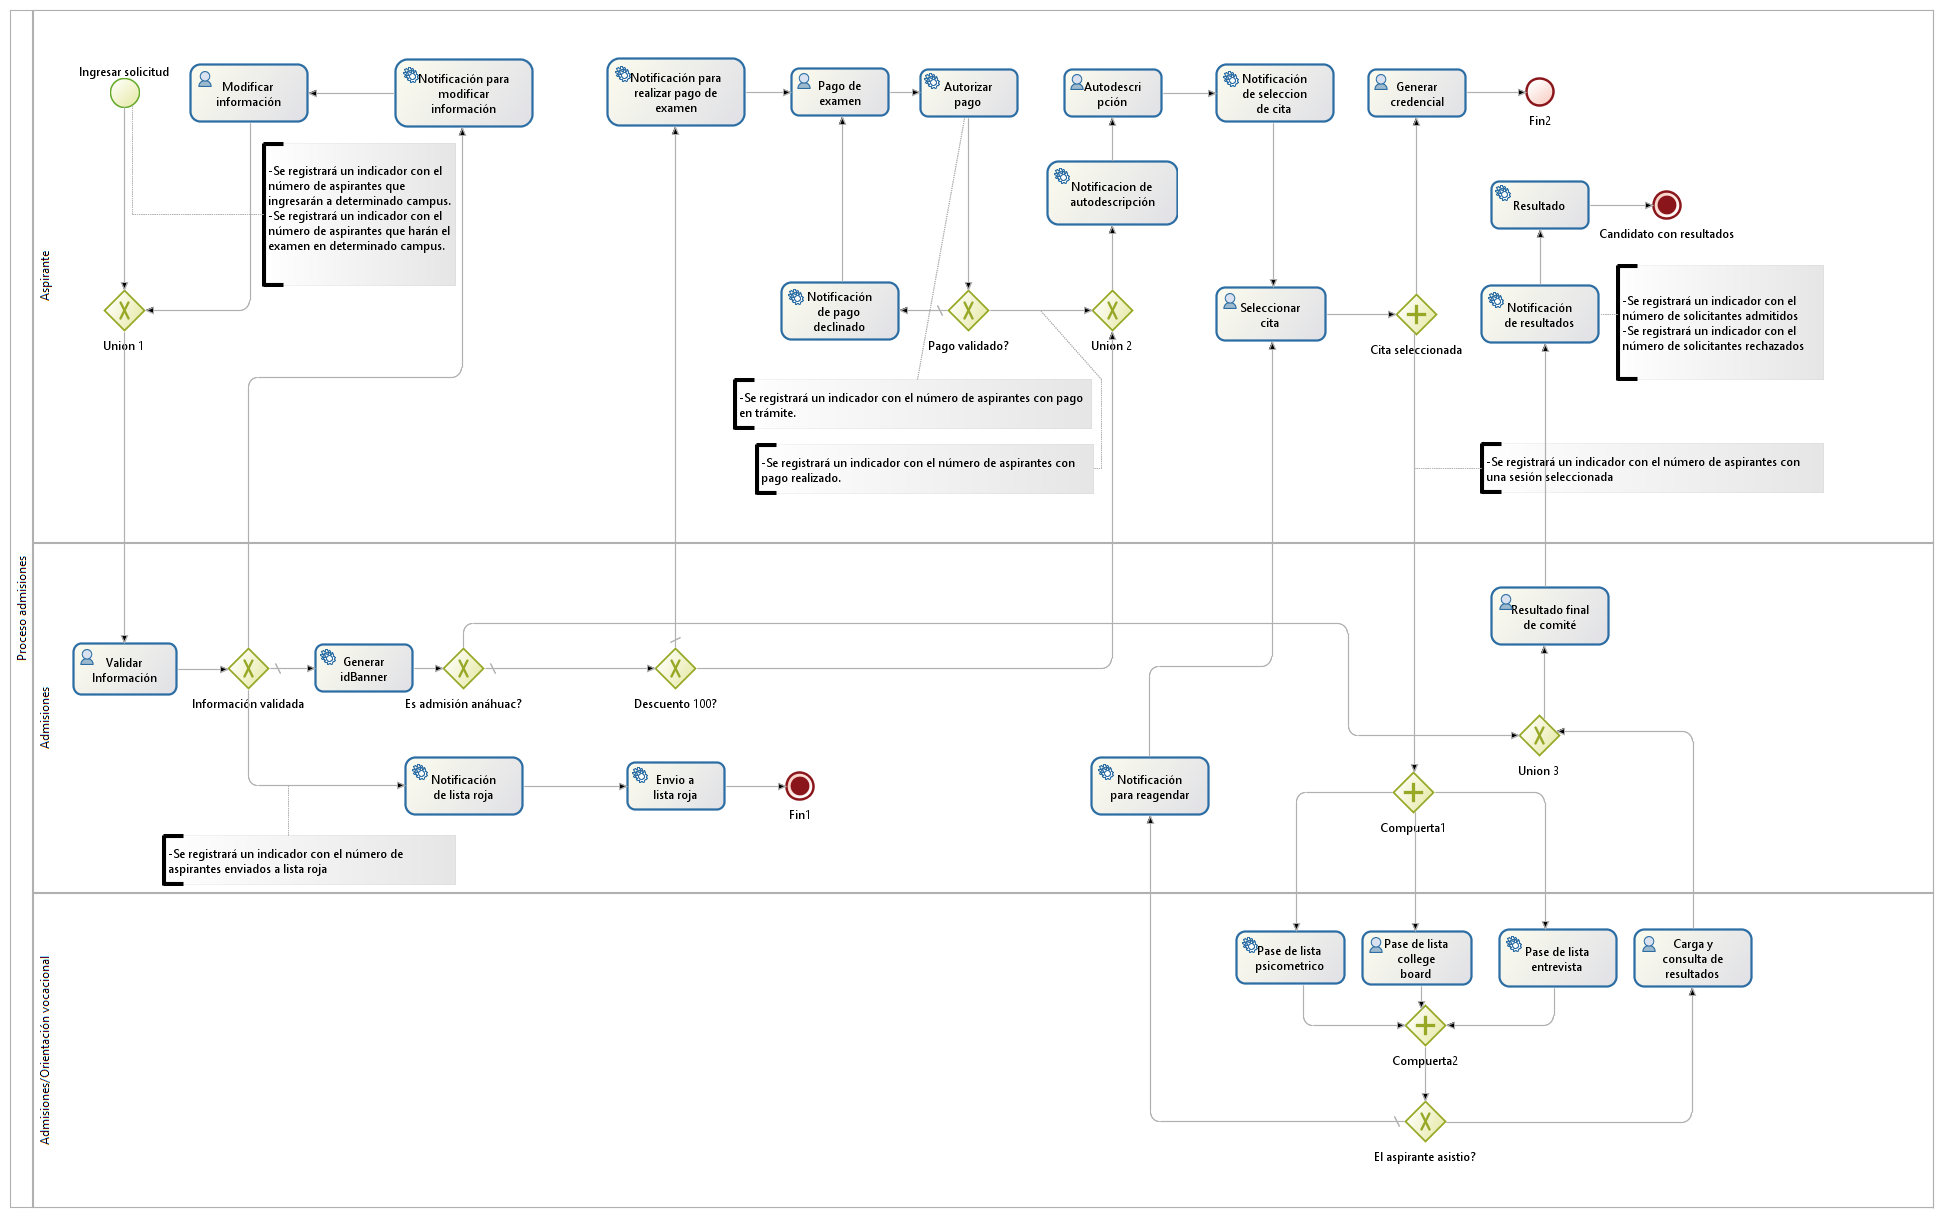 Proceso admisiones
Aspirante
Ingresar solicitud
Modificar
información
Notificación para
modificar
información
Notificación para
realizar pago de
examen
Pago de
examen
Autorizar
pago
Autodescri
pción
Notificación
de seleccion
de cita
Generar
credencial
Fin2
-Se registrará un indicador con el
número de aspirantes que
ingresarán a determinado campus.
-Se registrará un indicador con el
número de aspirantes que harán el
examen en determinado campus.
Notificacion de
autodescripción
Resultado
Candidato con resultados
Union 1
Notificación
de pago
declinado
Pago validado?
Union 2
Seleccionar
cita
Cita seleccionada
Notificación
de resultados
-Se registrará un indicador con el
número de solicitantes admitidos
-Se registrará un indicador con el
número de solicitantes rechazados
-Se registrará un indicador con el número de aspirantes con pago
en trámite.
-Se registrará un indicador con el número de aspirantes con
pago realizado.
-Se registrará un indicador con el número de aspirantes con
una sesión seleccionada
Admisiones
Validar
Información
Información validada
Generar
idBanner
Es admisión anáhuac?
Descuento 100?
Resultado final
de comité
Union 3
Notificación
de lista roja
Envio a
lista roja
Fin1
Notificación
para reagendar
Compuerta1
-Se registrará un indicador con el número de
aspirantes enviados a lista roja
Admisiones/Orientación vocacional
Pase de lista
psicometrico
Pase de lista
college
board
Pase de lista
entrevista
Carga y
consulta de
resultados
Compuerta2
El aspirante asistio?